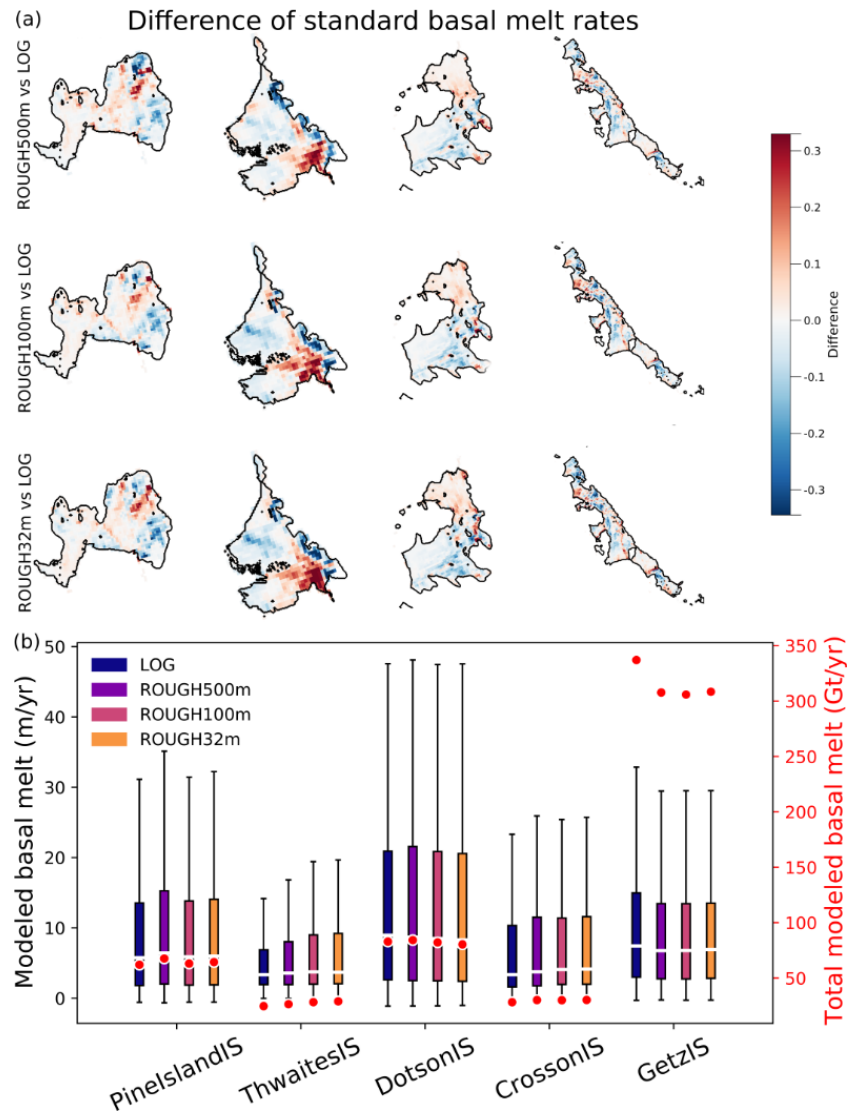 (a)
Difference of standard basal melt rates
ROUGH500m vs LOG
ROUGH100m vs LOG
ROUGH32m vs LOG
0.3
0.2
0.1
0.0
-0.1
-0.2
-0.3
Difference
(b)
50
40
30
20
10
0
Modeled basal melt (m/yr)
LOG
ROUGH500m
ROUGH100m
ROUGH32m
350
300
250
200
150
100
50
Total modeled basal melt (Gt/yr)
PineIslandIS
ThwaitesIS
DotsonIS
CrossonIS
GetzIS